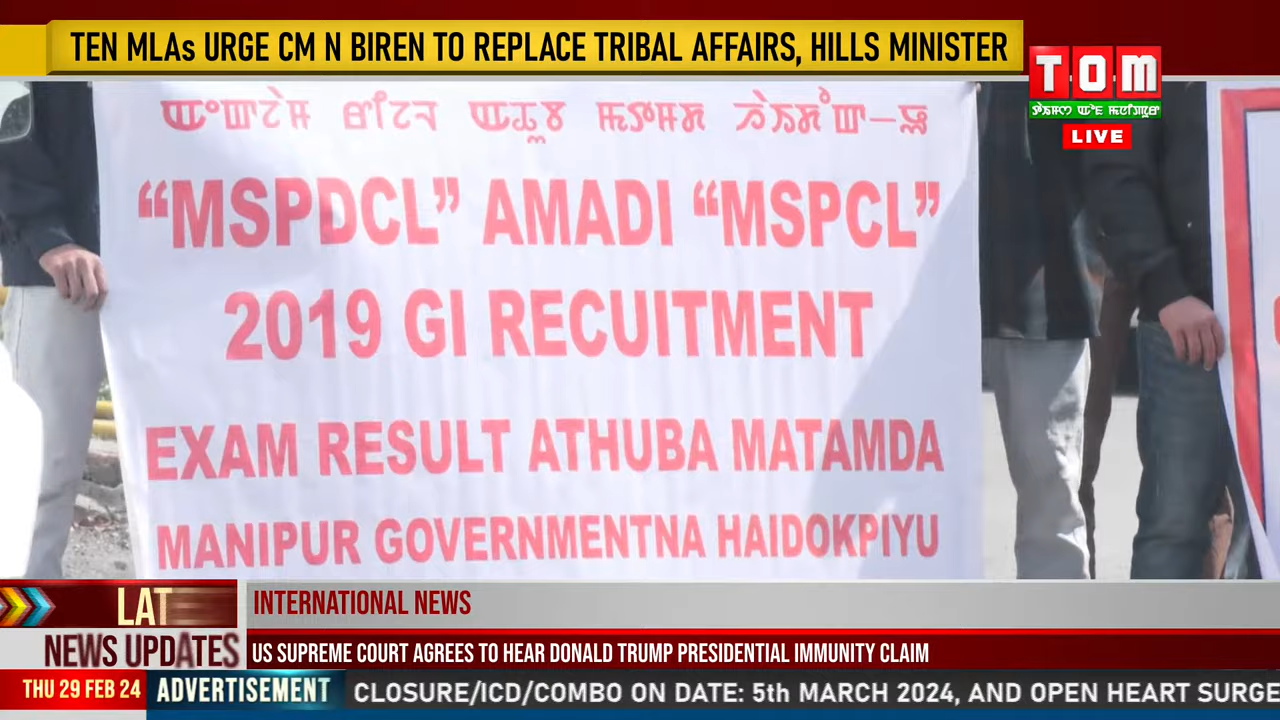 TEN MLAs URGE CM N BIREN TO REPLACE TRIBAL AFFAIRS, HILLS MINISTER
TOM
LIVE
“MSPDCL” AMADI “MSPCL”
2019 GI RECUITMENT
EXAM RESULT ATHUBA MATAMDA
MANIPUR GOVERNMENTNA HAIDOKPIYU
LAT
NEWS UPDATES
INTERNATIONAL NEWS
US SUPREME COURT AGREES TO HEAR DONALD TRUMP PRESIDENTIAL IMMUNITY CLAIM
THU 29 FEB 24
ADVERTISEMENT
CLOSURE/ICD/COMBO ON DATE: 5th MARCH 2024, AND OPEN HEART SURGE